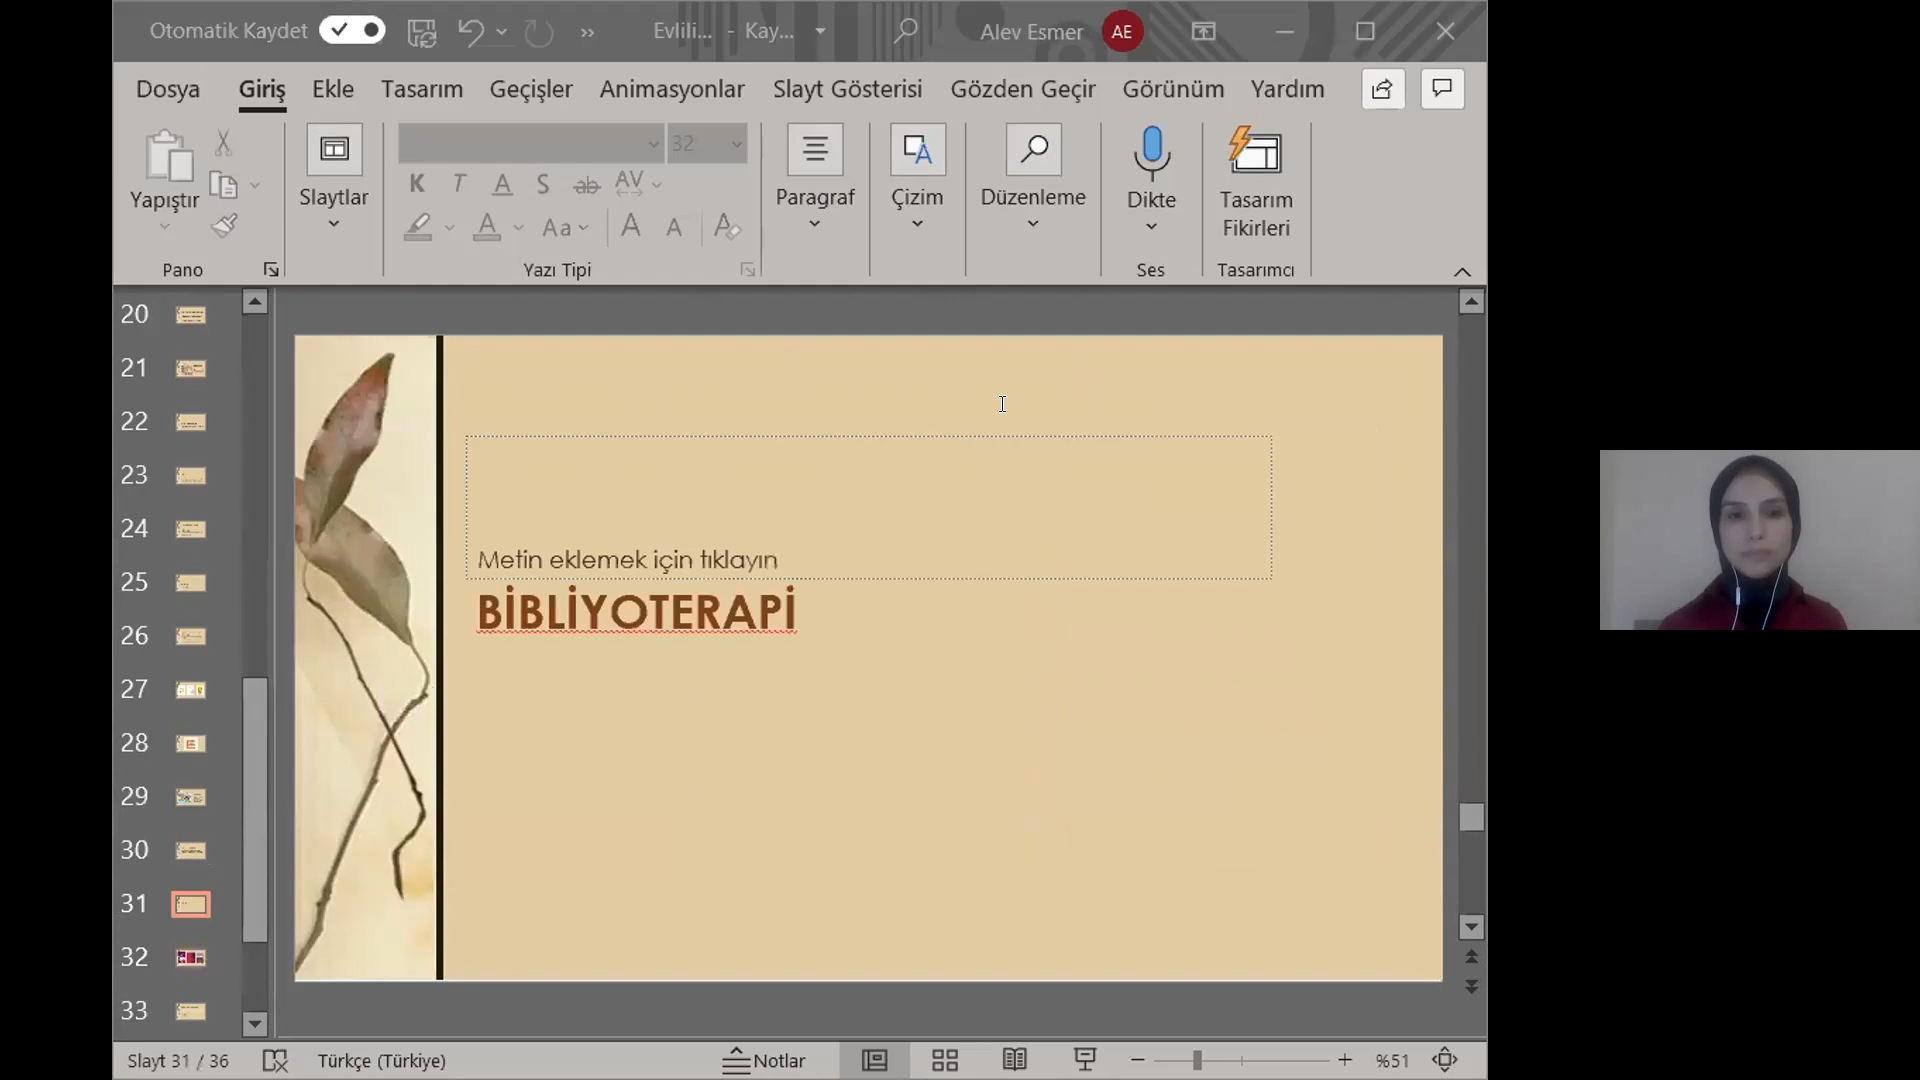 Otomatik Kaydet
Evlili... - Kay...
Alev Esmer
AE
Dosya Giriş Ekle Tasarım Geçişler Animasyonlar Slayt Gösterisi Gözden Geçir Görünüm Yardım
32
K T A S ab AV
A Aa A A A
Yapıştır
Slaytlar
Paragraf
Çizim
Düzenleme
Dikte
Tasarım
Fikirleri
Pano
Yazı Tipi
Ses
Tasarımcı
20
21
22
23
24
25
26
27
28
29
30
31
32
33
Metin eklemek için tıklayın
BİBLİYOTERAPİ
Slayt 31 / 36
Türkçe (Türkiye)
Notlar
%51